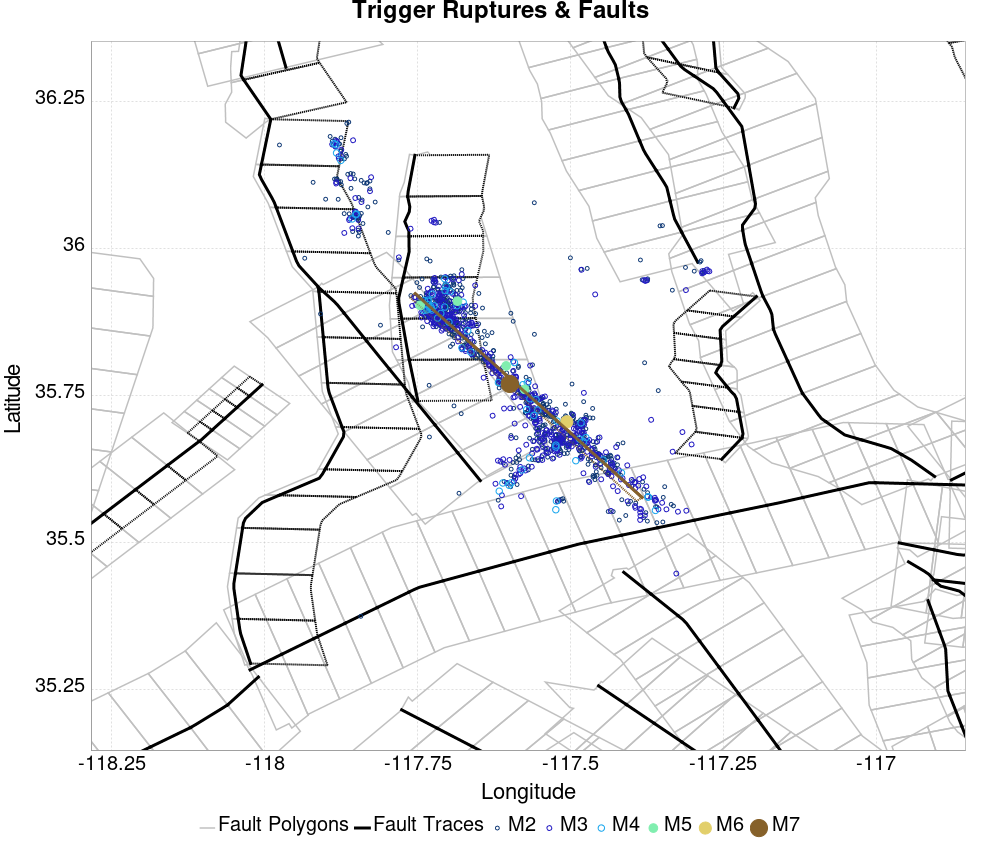 Trigger Ruptures & Faults
36.25
36
35.75
35.5
35.25
Latitude
-118.25 -118 -117.75 -117.5 -117.25 -117
Longitude
Fault Polygons Fault Traces M2 M3 M4 M5 M6 M7